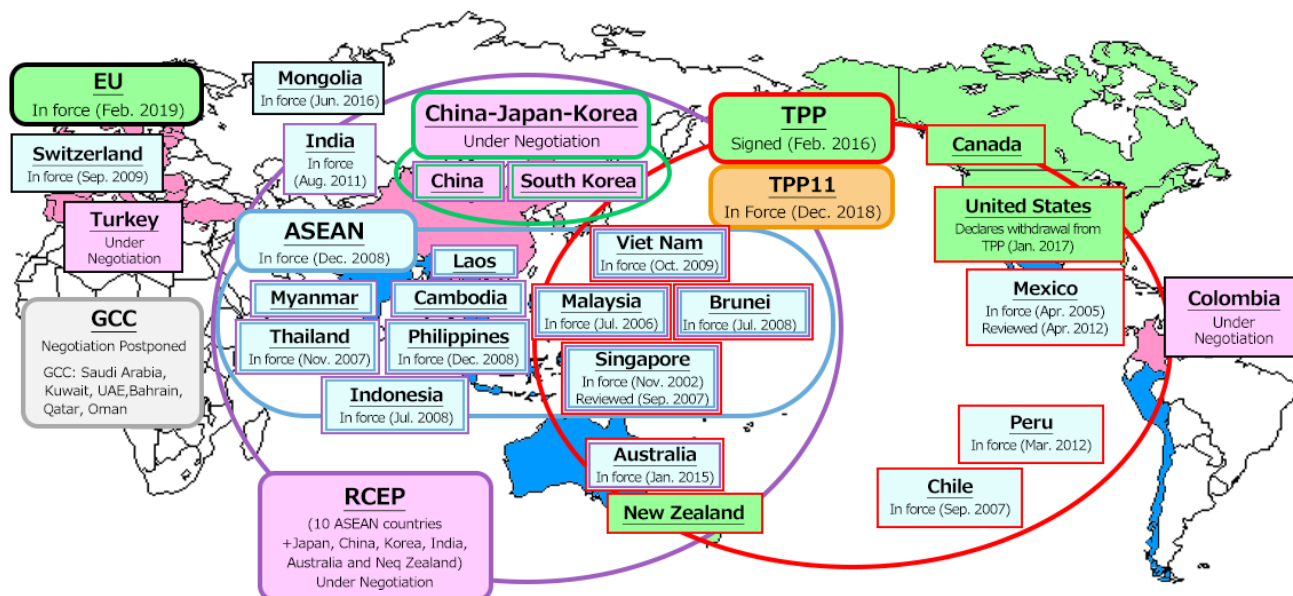 EU
In force (Feb. 2019)
Mongolia
In force (Jun. 2016)
China-Japan-Korea
Under Negotiation
TPP
Signed (Feb. 2016)
Canada
Switzerland
In force (Sep. 2009)
India
In force
(Aug. 2011)
China
South Korea
TPP11
In Force (Dec. 2018)
United States
Declares withdrawal from
TPP (Jan. 2017)
Turkey
Under
Negotiation
ASEAN
In force (Dec. 2008)
Laos
Viet Nam
In force (Oct. 2009)
Mexico
In force (Apr. 2005)
Reviewed (Apr. 2012)
Colombia
Under
Negotiation
Myanmar
Cambodia
Malaysia
In force (Jul. 2006)
Brunei
In force (Jul. 2008)
GCC
Negotiation Postponed
GCC: Saudi Arabia,
Kuwait, UAE,Bahrain,
Qatar, Oman
Thailand
In force (Nov. 2007)
Philippines
In force (Dec. 2008)
Singapore
In force (Nov. 2002)
Reviewed (Sep. 2007)
Indonesia
In force (Jul. 2008)
Peru
In force (Mar. 2012)
Australia
In force (Jan. 2015)
Chile
In force (Sep. 2007)
RCEP
(10 ASEAN countries
+Japan, China, Korea, India,
Australia and Neq Zealand)
Under Negotiation
New Zealand